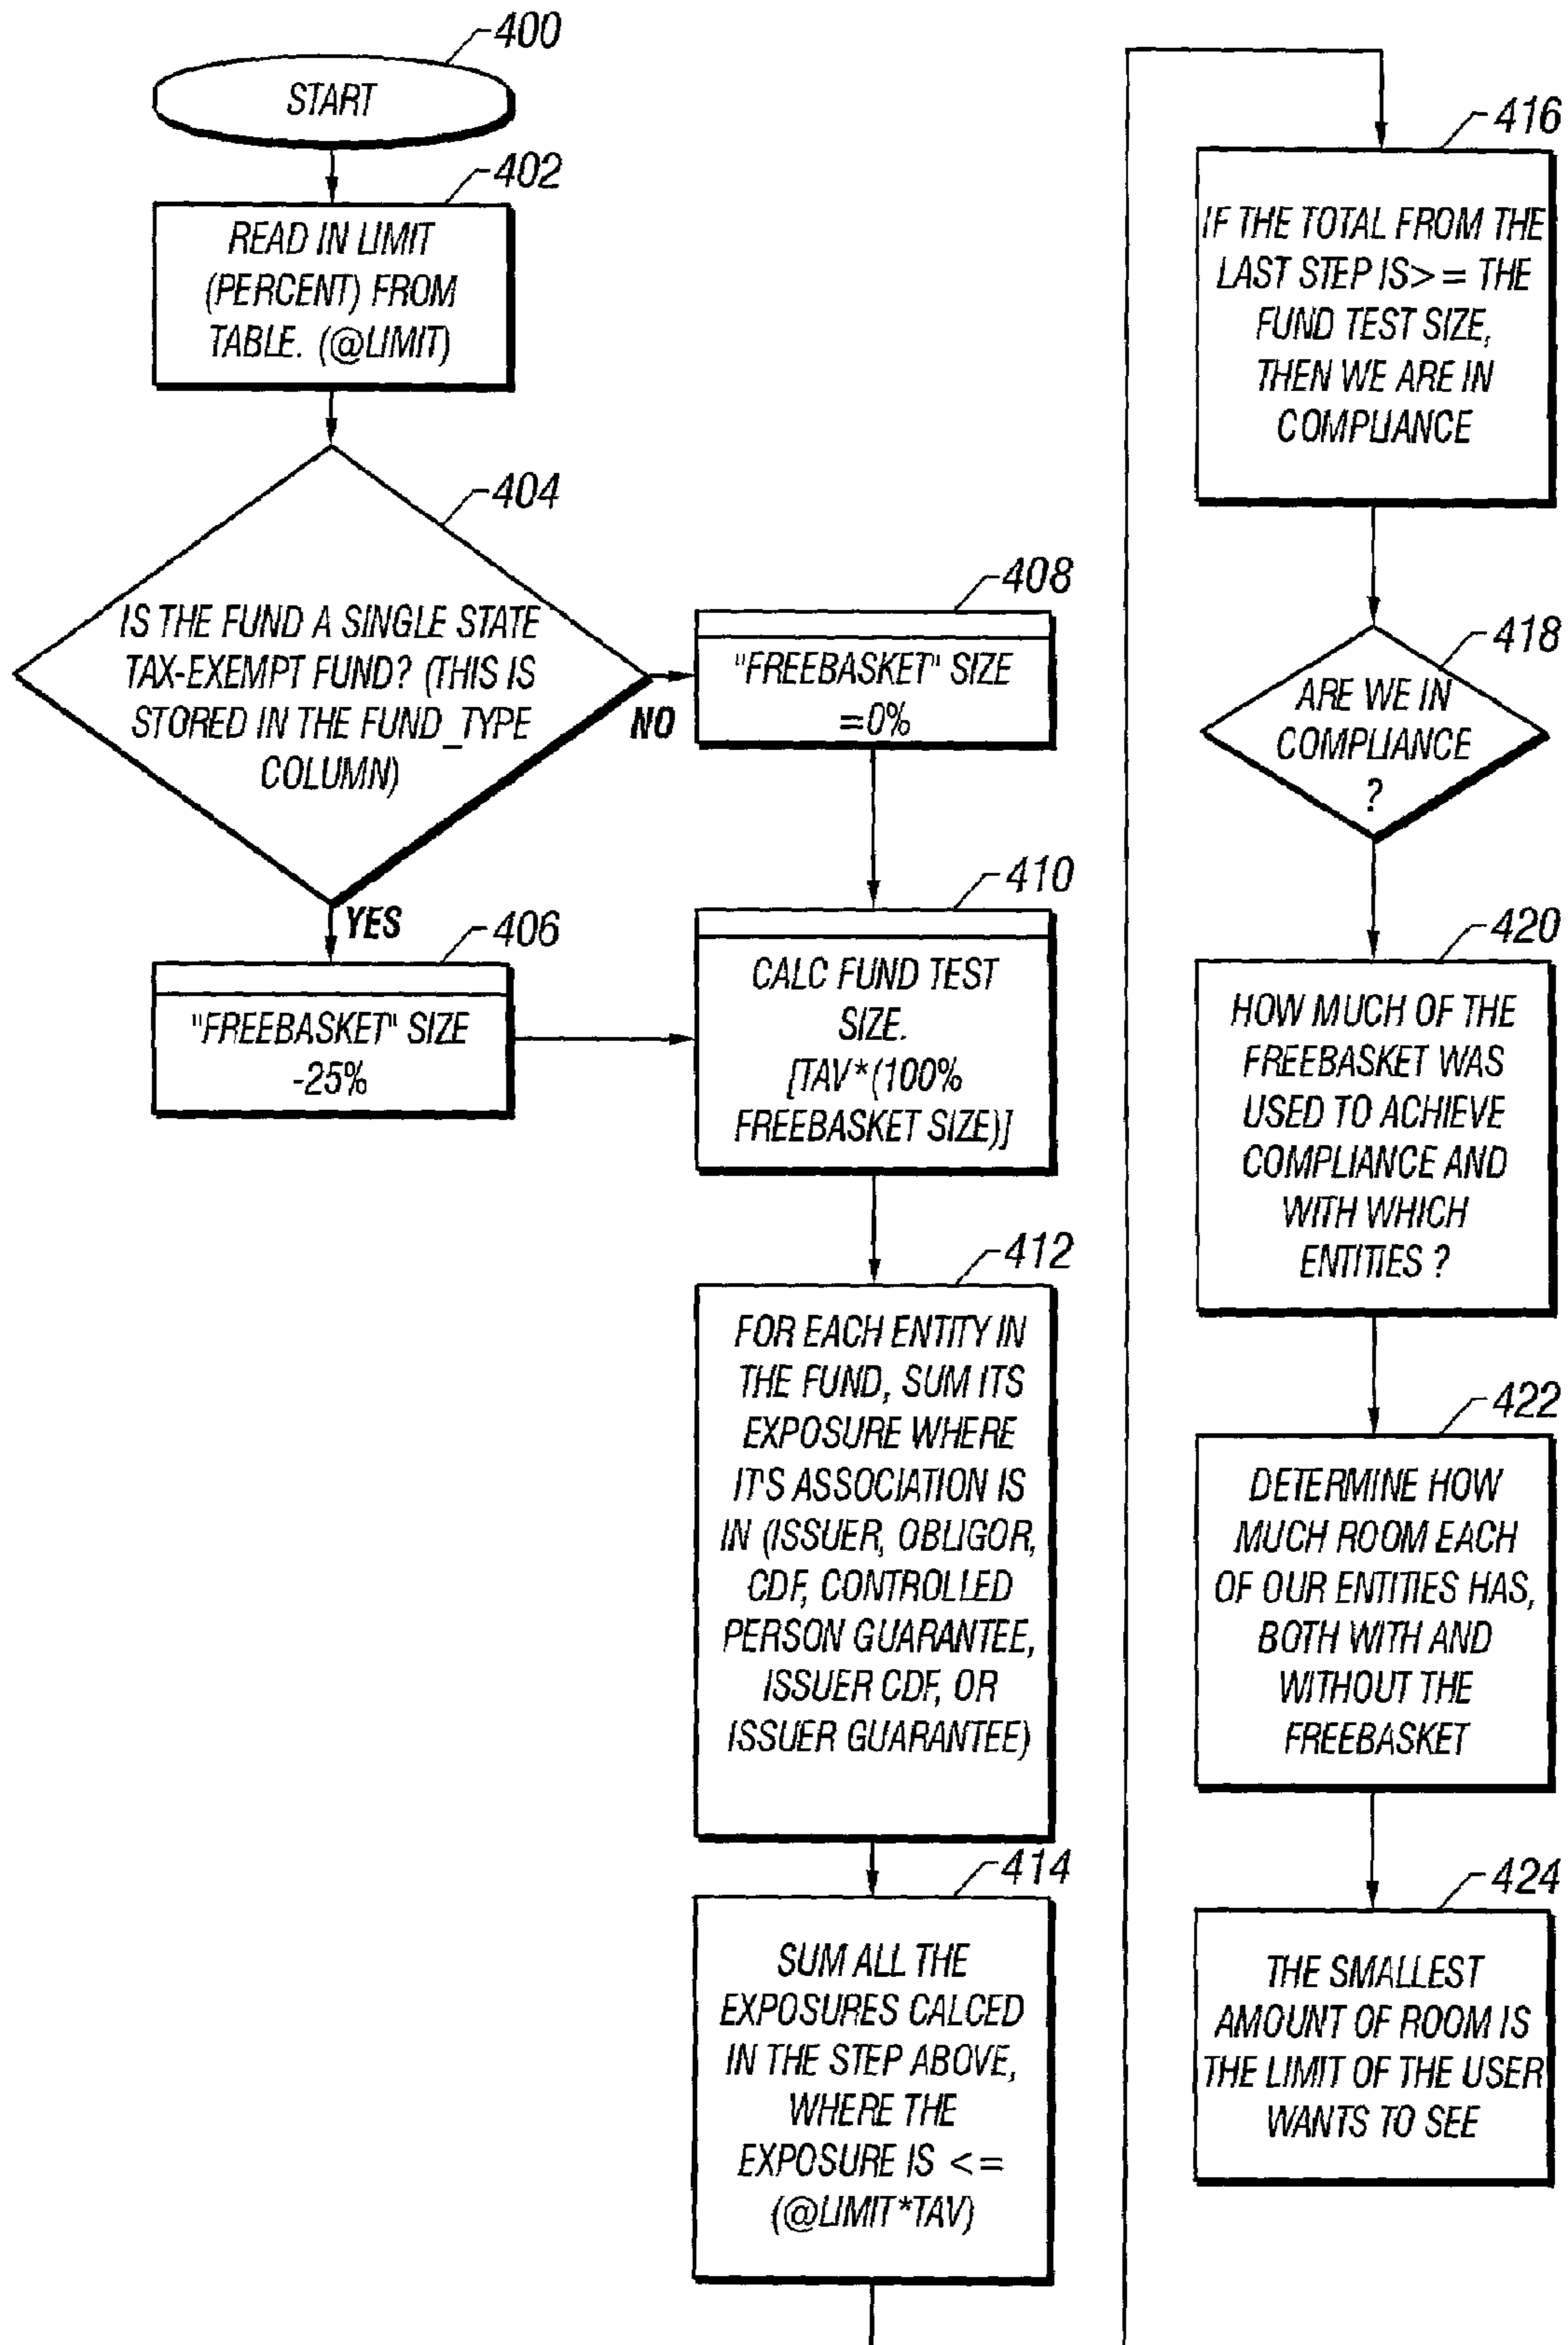 400
START
402
READ IN LIMIT
(PERCENT) FROM
TABLE. (@LIMIT)
404
IS THE FUND A SINGLE STATE
TAX-EXEMPT FUND? (THIS IS
STORED IN THE FUND_TYPE
COLUMN)
NO
YES
408
"FREEBASKET" SIZE
=0%
406
"FREEBASKET" SIZE
-25%
410
CALC FUND TEST
SIZE.
[TAV*(100%
FREEBASKET SIZE)]
412
FOR EACH ENTITY IN
THE FUND, SUM ITS
EXPOSURE WHERE
IT'S ASSOCIATION IS
IN (ISSUER, OBLIGOR,
CDF, CONTROLLED
PERSON GUARANTEE,
ISSUER CDF, OR
ISSUER GUARANTEE)
414
SUM ALL THE
EXPOSURES CALCED
IN THE STEP ABOVE,
WHERE THE
EXPOSURE IS <=
(@LIMIT*TAV)
416
IF THE TOTAL FROM THE
LAST STEP IS>= THE
FUND TEST SIZE,
THEN WE ARE IN
COMPLIANCE
418
ARE WE IN
COMPLIANCE
?
420
HOW MUCH OF THE
FREEBASKET WAS
USED TO ACHIEVE
COMPLIANCE AND
WITH WHICH
ENTITIES ?
422
DETERMINE HOW
MUCH ROOM EACH
OF OUR ENTITIES HAS,
BOTH WITH AND
WITHOUT THE
FREEBASKET
424
THE SMALLEST
AMOUNT OF ROOM IS
THE LIMIT OF THE USER
WANTS TO SEE